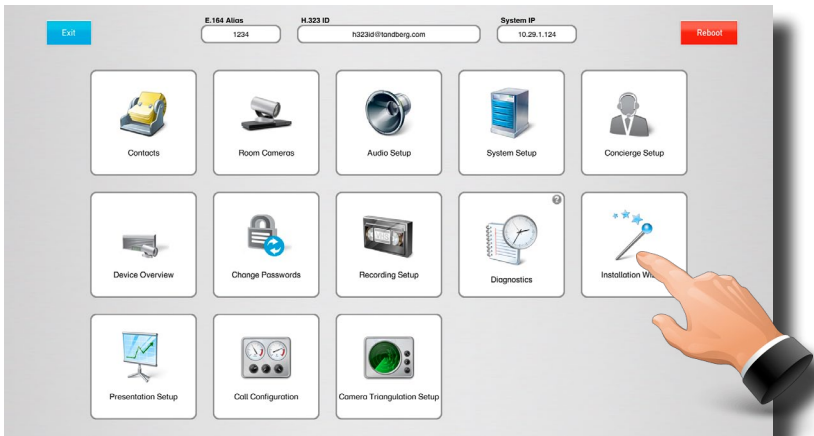 E.164 Alias H.323 ID System IP
Exit 1234 h323id@tandberg.com 10.29.1.124 Reboot
Contacts Room Cameras Audio Setup System Setup Concierge Setup
?
Device Overview Change Passwords Recording Setup Diagnostics Installation
Presentation Setup Call Configuration Camera Triangulation Setup